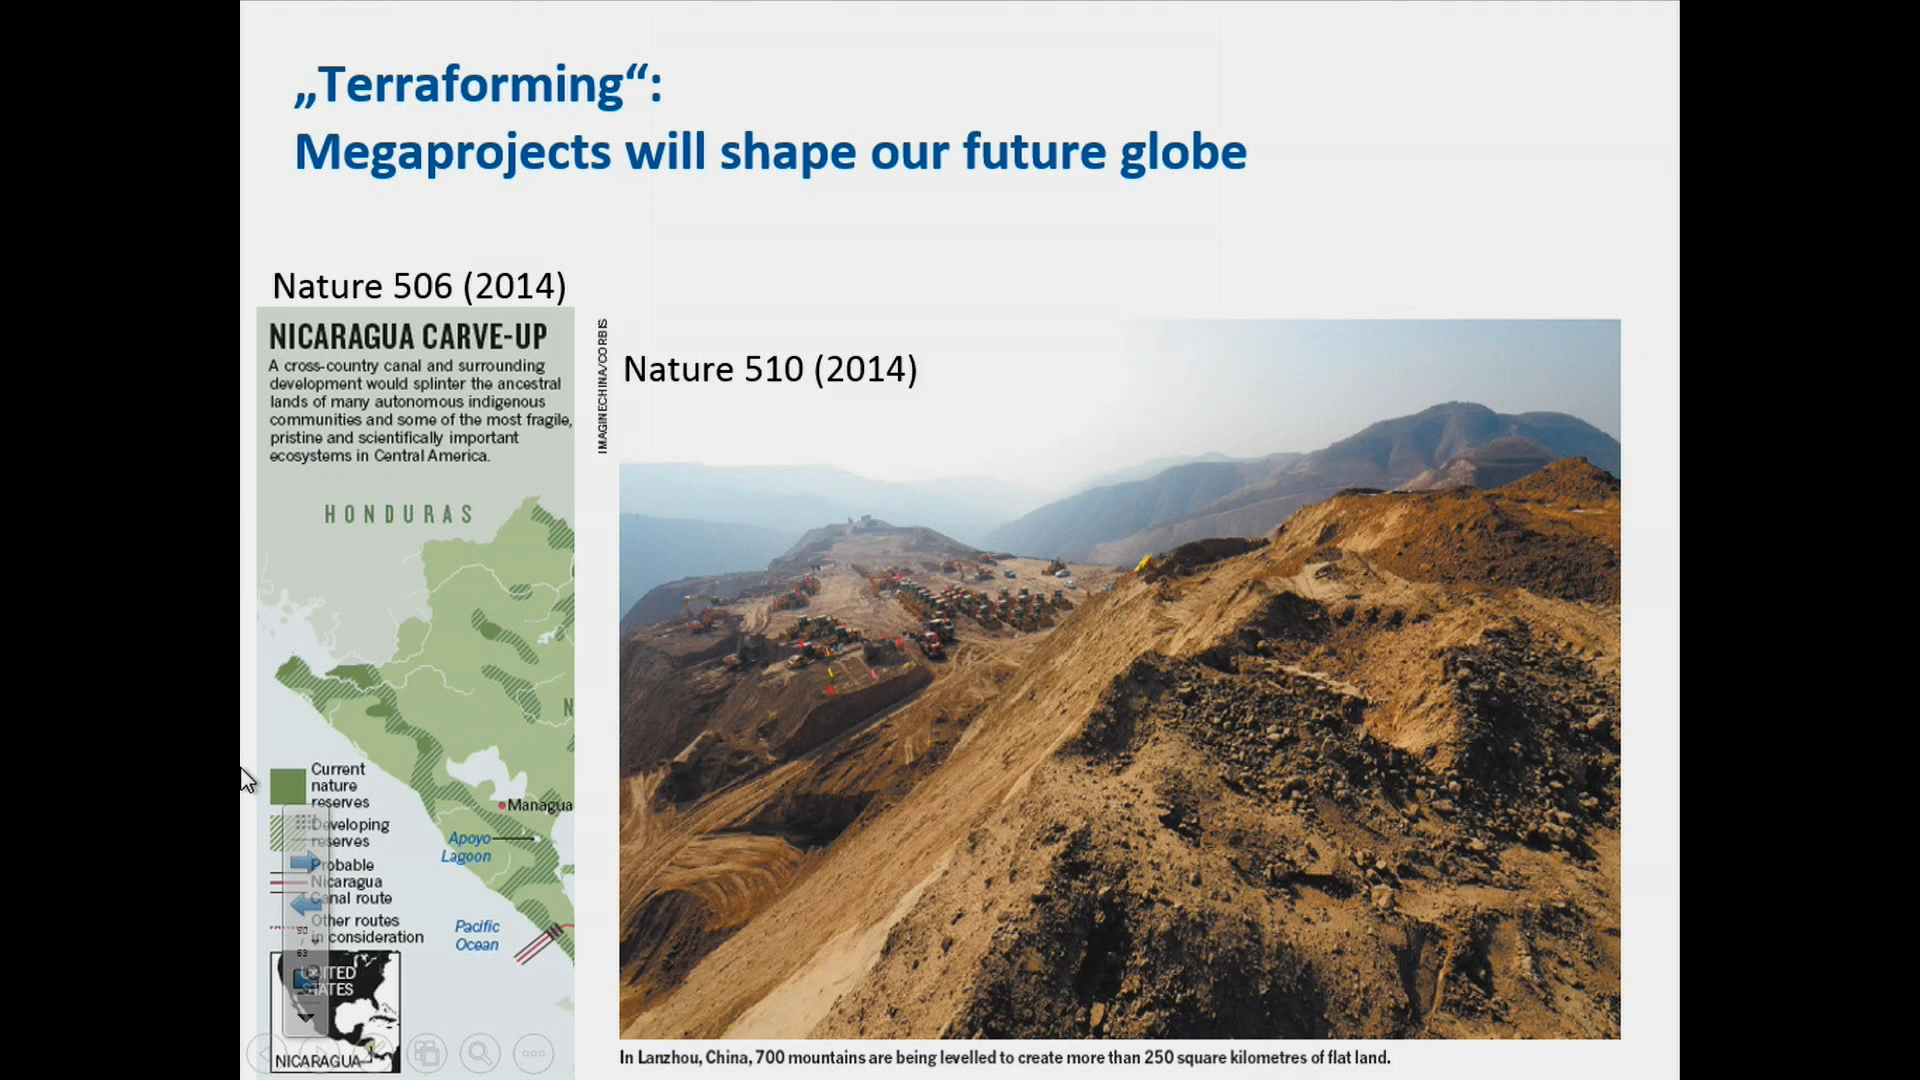 „Terraforming“:
Megaprojects will shape our future globe
Nature 506 (2014)
NICARAGUA CARVE-UP
A cross-country canal and surrounding
development would splinter the ancestral
lands of many autonomous indigenous
communities and some of the most fragile,
pristine and scientifically important
ecosystems in Central America.
HONDURAS
N
Managua
Apoyo
Lagoon
Pacific
Ocean
Current
nature
reserves
Developing
reserves
Probable
Nicaragua
Canal route
Other routes
in consideration
50
/
63
UNITED
STATES
NICARAGUA
IMAGINECHINA/CORBIS
Nature 510 (2014)
In Lanzhou, China, 700 mountains are being levelled to create more than 250 square kilometres of flat land.